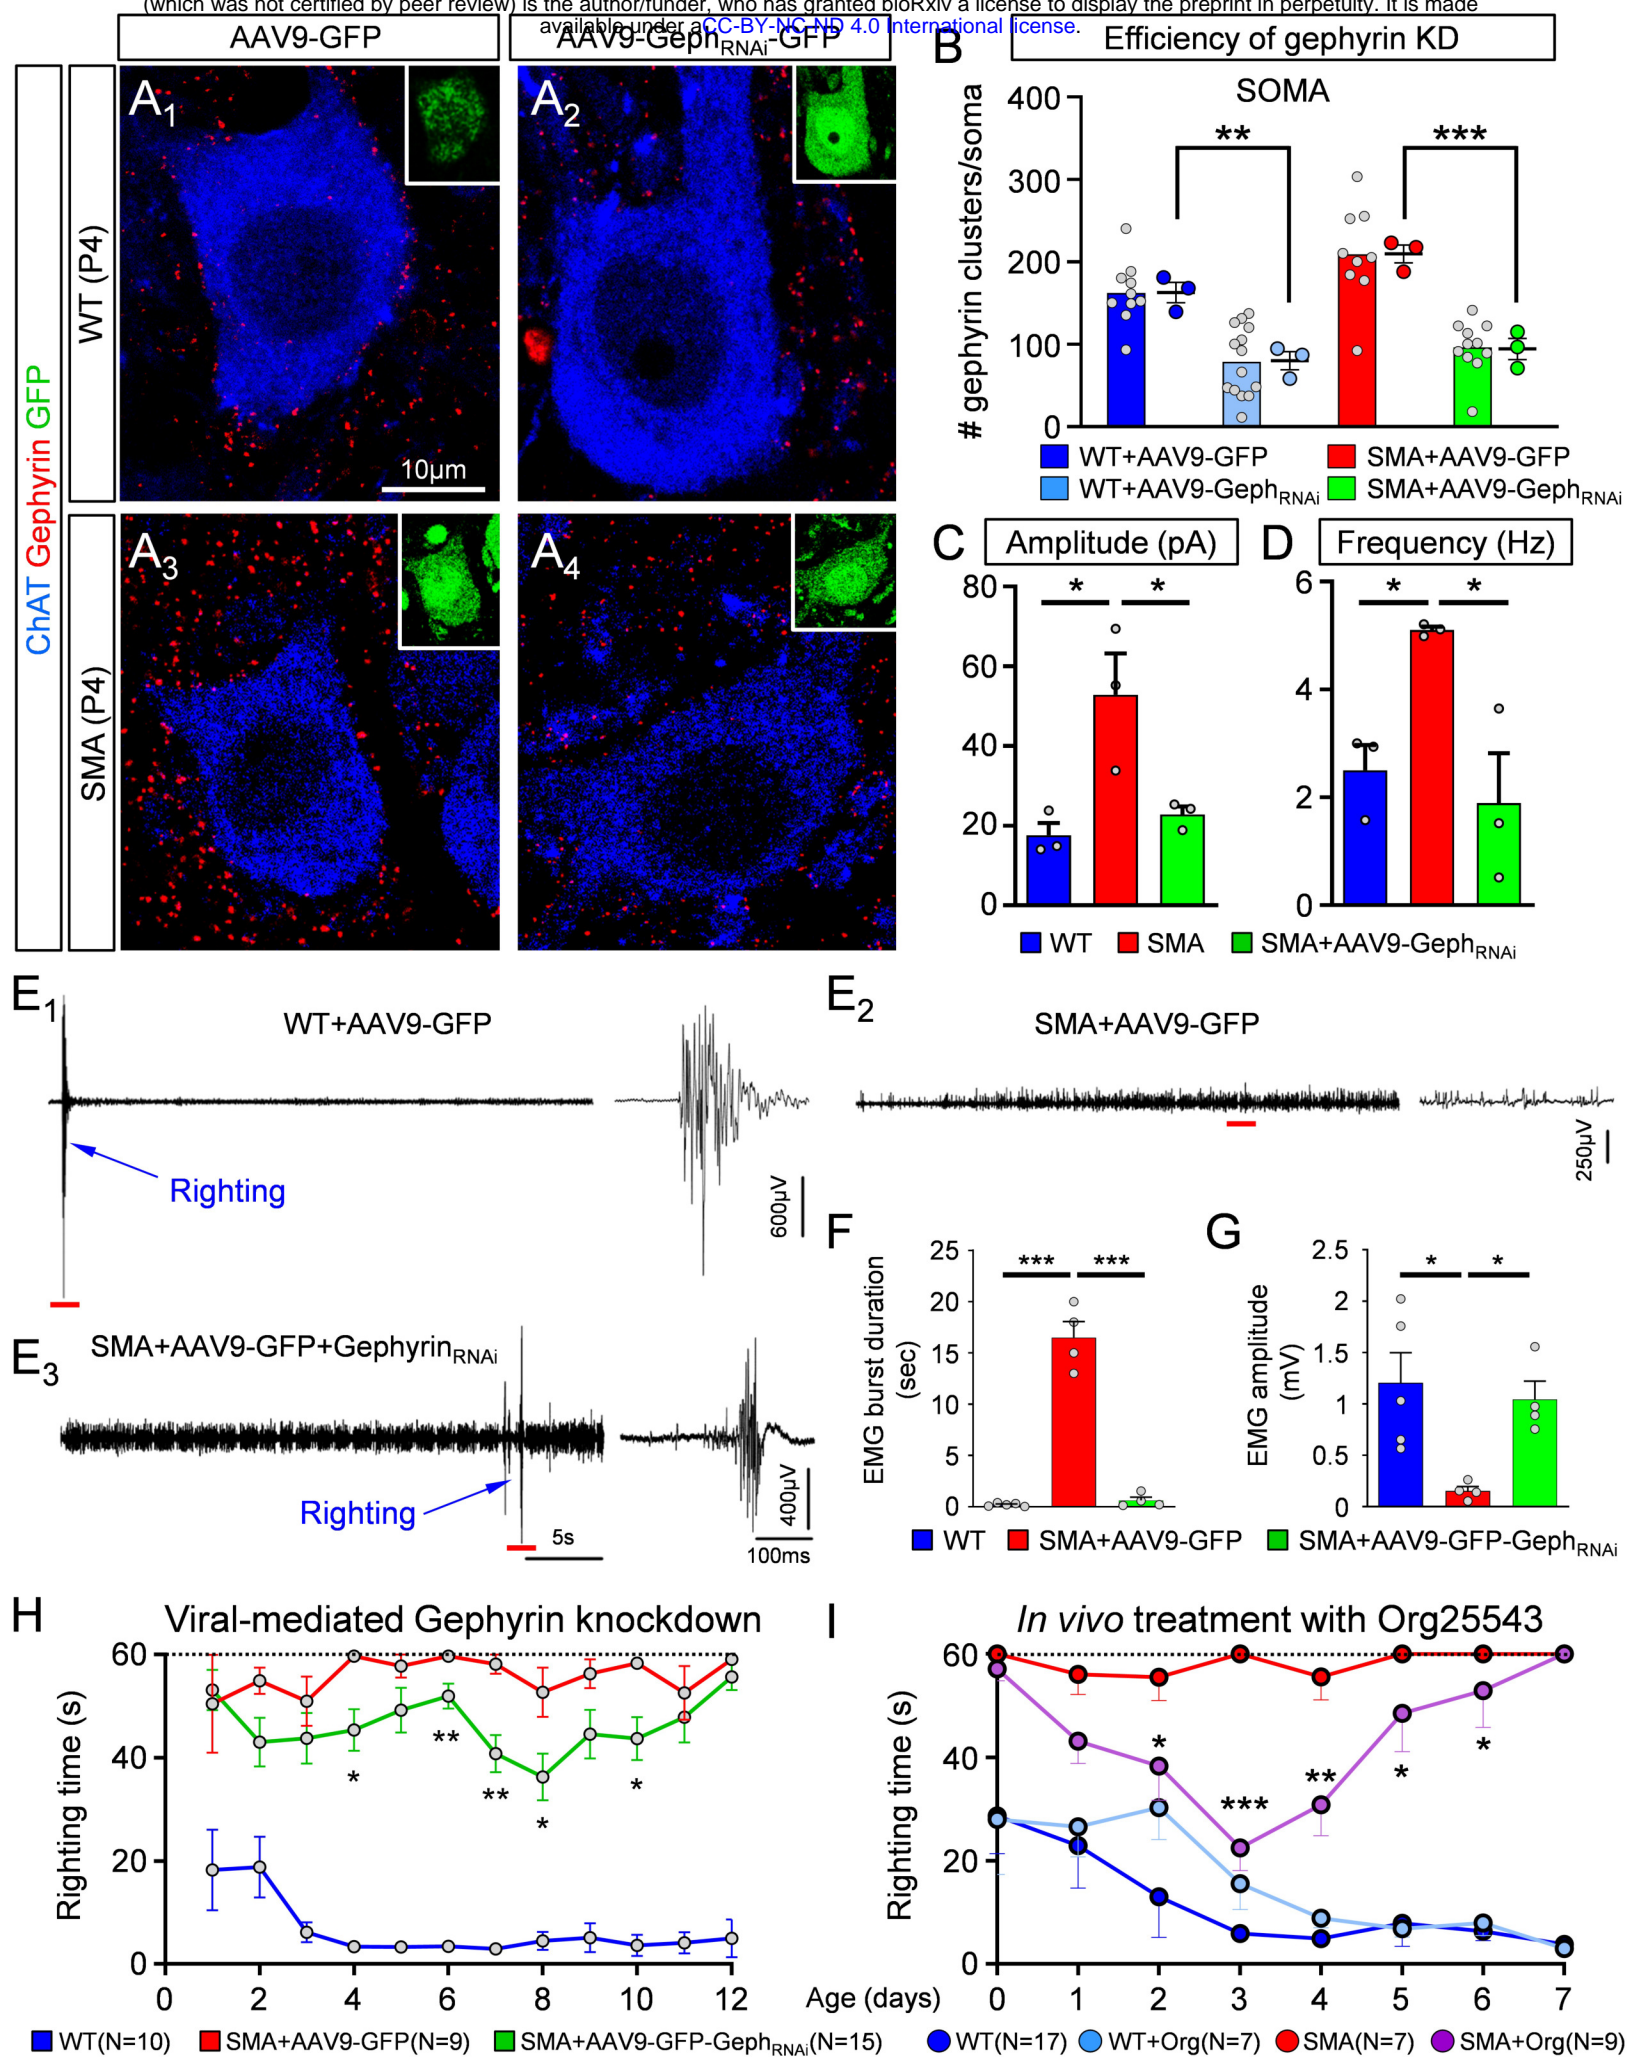 (which was not certified by peer review) is the author/funder, who has granted bioRxiv a license to display the preprint in perpetuity. It is made
available under aCC-BY-NC-ND 4.0 International license.
AAV9-GFP
AAV9-GephRNAi-GFP
ChAT Gephyrin GFP
WT (P4)
SMA (P4)
A1
10µm
A2
A3
A4
B
Efficiency of gephyrin KD
SOMA
# gephyrin clusters/soma
400
300
200
100
0
**
***
WT+AAV9-GFP
SMA+AAV9-GFP
WT+AAV9-GephRNAi
SMA+AAV9-GephRNAi
C
Amplitude (pA)
80
60
40
20
0
*
*
D
Frequency (Hz)
6
4
2
0
*
*
WT
SMA
SMA+AAV9-GephRNAi
E1
WT+AAV9-GFP
Righting
600µV
E2
SMA+AAV9-GFP
250µV
E3
SMA+AAV9-GFP+GephyrinRNAi
Righting
5s
400µV
100ms
F
EMG burst duration
(sec)
25
20
15
10
5
0
***
***
G
EMG amplitude
(mV)
2.5
2
1.5
1
0.5
0
*
*
WT
SMA+AAV9-GFP
SMA+AAV9-GFP-GephRNAi
H
Viral-mediated Gephyrin knockdown
Righting time (s)
60
40
20
0
*
**
**
*
*
0 2 4 6 8 10 12
Age (days)
WT(N=10)
SMA+AAV9-GFP(N=9)
SMA+AAV9-GFP-GephRNAi(N=15)
I
In vivo treatment with Org25543
Righting time (s)
60
40
20
0
*
***
**
*
*
0 1 2 3 4 5 6 7
WT(N=17)
WT+Org(N=7)
SMA(N=7)
SMA+Org(N=9)